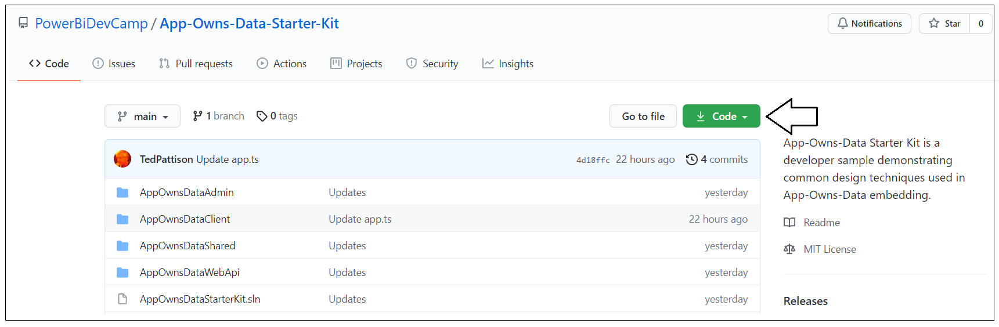 PowerBiDevCamp / App-Owns-Data-Starter-Kit
Notifications
Star 0
Code Issues Pull requests Actions Projects Security Insights
main 1 branch 0 tags
Go to file Code
TedPattison Update app.ts 4d18ffc 22 hours ago 4 commits
AppOwnsDataAdmin Updates yesterday
AppOwnsDataClient Update app.ts 22 hours ago
AppOwnsDataShared Updates yesterday
AppOwnsDataWebApi Updates yesterday
AppOwnsDataStarterKit.sln Updates yesterday
App-Owns-Data Starter Kit is a
developer sample demonstrating
common design techniques used in
App-Owns-Data embedding.
Readme
MIT License
Releases